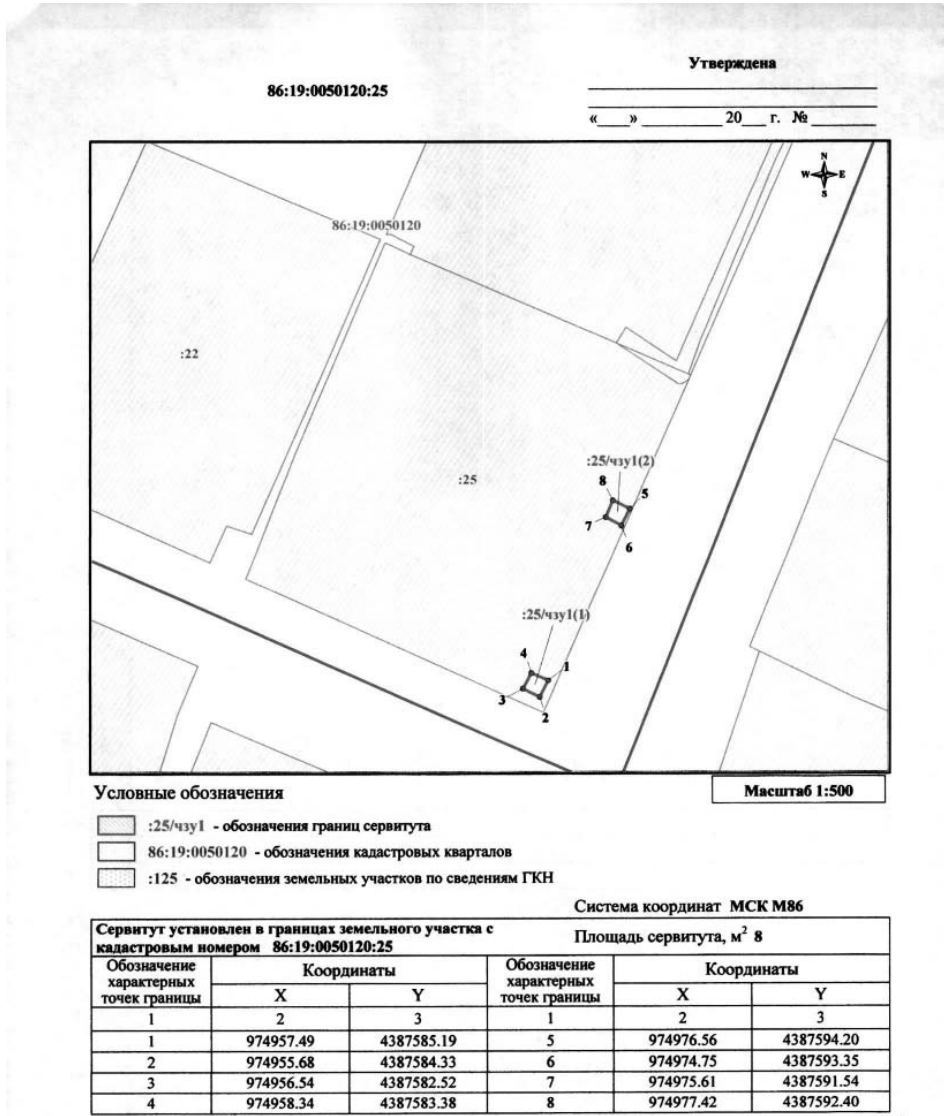 Утверждена
86:19:0050120:25
«___» _________ 20___ г. № _______
N
W E
S
86:19:0050120
:22
:25/чзу1(2)
:25
8
5
7
6
:25/чзу1(1)
4
1
3
2
Условные обозначения
Масштаб 1:500
:25/чзу1 - обозначения границ сервитута
86:19:0050120 - обозначения кадастровых кварталов
:125 - обозначения земельных участков по сведениям ГКН
Система координат МСК М86
Сервитут установлен в границах земельного участка с
кадастровым номером 86:19:0050120:25
Площадь сервитута, м² 8
Обозначение характерных точек границы Координаты Обозначение характерных точек границы Координаты
X Y X Y
1 2 3 1 2 3
1 974957.49 4387585.19 5 974976.56 4387594.20
2 974955.68 4387584.33 6 974974.75 4387593.35
3 974956.54 4387582.52 7 974975.61 4387591.54
4 974958.34 4387583.38 8 974977.42 4387592.40